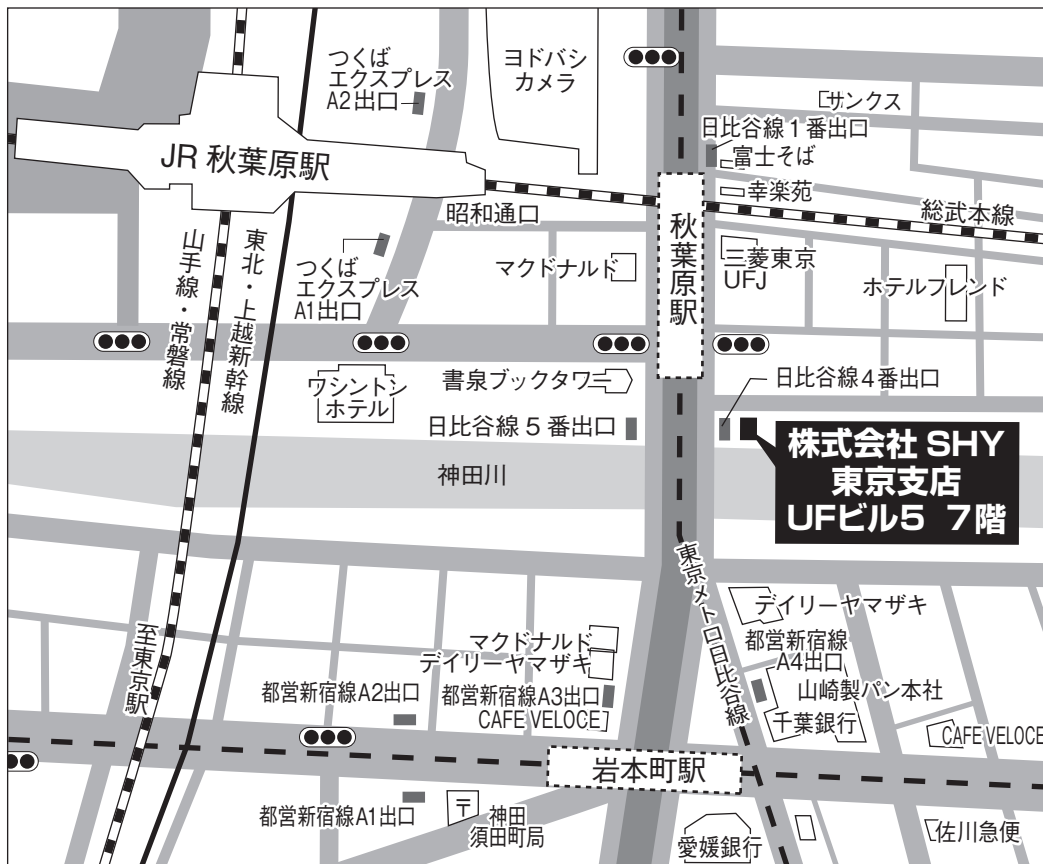 つくば
エクスプレス
A2出口
ヨドバシ
カメラ
サンクス
日比谷線1番出口
富士そば
幸楽苑
JR 秋葉原駅
昭和通口
総武本線
秋葉原駅
山手線・常磐線
東北・上越新幹線
つくば
エクスプレス
A1出口
マクドナルド
三菱東京
UFJ
ホテルフレンド
ワシントン
ホテル
書泉ブックタワー
日比谷線4番出口
日比谷線5番出口
神田川
株式会社 SHY
東京支店
UFビル5 7階
東京メトロ日比谷線
至東京駅
マクドナルド
デイリーヤマザキ
デイリーヤマザキ
都営新宿線
A4出口
都営新宿線A2出口
都営新宿線A3出口
CAFE VELOCE
山崎製パン本社
千葉銀行
CAFE VELOCE
岩本町駅
都営新宿線A1出口
〒
神田
須田町局
愛媛銀行
佐川急便